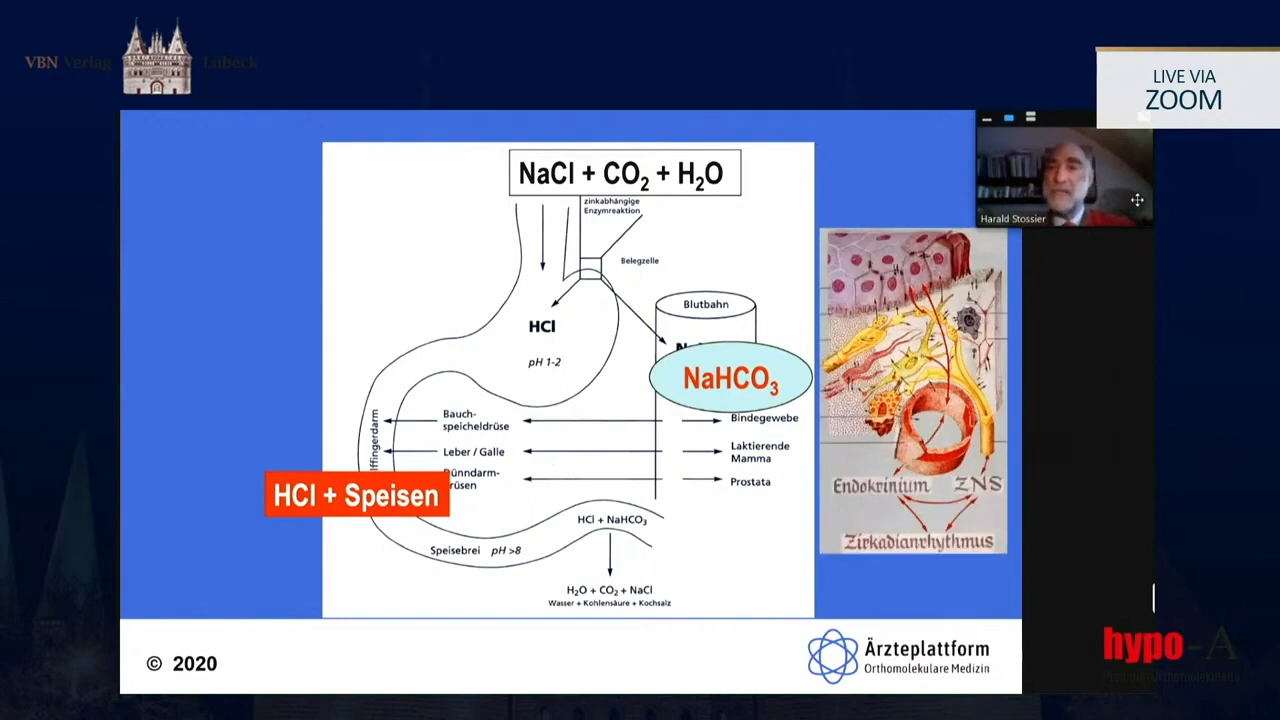 VBN Verlag Lübeck
LIVE VIA
ZOOM
Harald Stossier
NaCl + CO₂ + H₂O
zinkabhängige
Enzymreaktion
Belegzelle
Blutbahn
HCl
pH 1-2
NaHCO₃
Bauch-
speicheldrüse
Bindegewebe
Leber / Galle
Laktierende
Mamma
Prostata
HCl + Speisen
HCl + NaHCO₃
Speisebrei pH >8
H₂O + CO₂ + NaCl
Wasser + Kohlensäure + Kochsalz
Endokrinium ZNS
Zirkadianrhythmus
© 2020
Ärzteplattform
Orthomolekulare Medizin
hypo-A